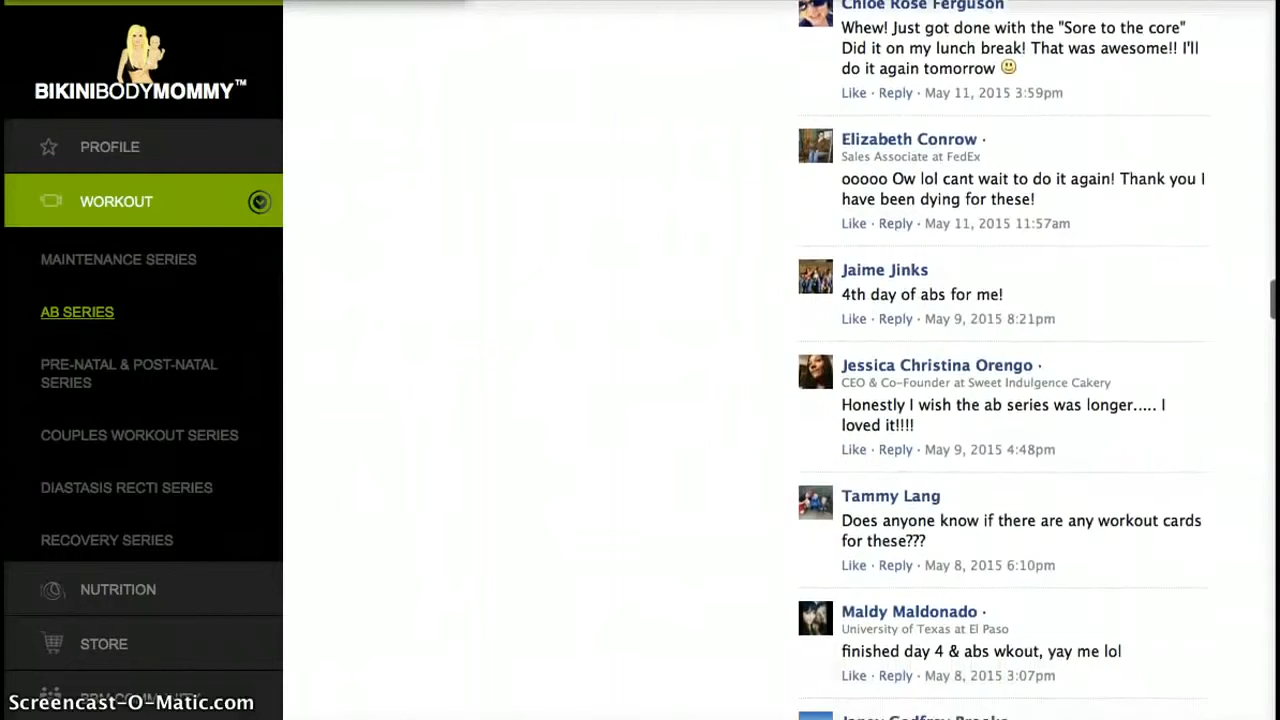 BIKINIBODYMOMMY™
PROFILE
WORKOUT
MAINTENANCE SERIES
AB SERIES
PRE-NATAL & POST-NATAL
SERIES
COUPLES WORKOUT SERIES
DIASTASIS RECTI SERIES
RECOVERY SERIES
NUTRITION
STORE
BBM COMMUNITY
Screencast-O-Matic.com
Chloe Rose Ferguson
Whew! Just got done with the "Sore to the core"
Did it on my lunch break! That was awesome!! I'll
do it again tomorrow 🙂
Like · Reply · May 11, 2015 3:59pm
Elizabeth Conrow ·
Sales Associate at FedEx
ooooo Ow lol cant wait to do it again! Thank you I
have been dying for these!
Like · Reply · May 11, 2015 11:57am
Jaime Jinks
4th day of abs for me!
Like · Reply · May 9, 2015 8:21pm
Jessica Christina Orengo ·
CEO & Co-Founder at Sweet Indulgence Cakery
Honestly I wish the ab series was longer..... I
loved it!!!!
Like · Reply · May 9, 2015 4:48pm
Tammy Lang
Does anyone know if there are any workout cards
for these???
Like · Reply · May 8, 2015 6:10pm
Maldy Maldonado ·
University of Texas at El Paso
finished day 4 & abs wkout, yay me lol
Like · Reply · May 8, 2015 3:07pm